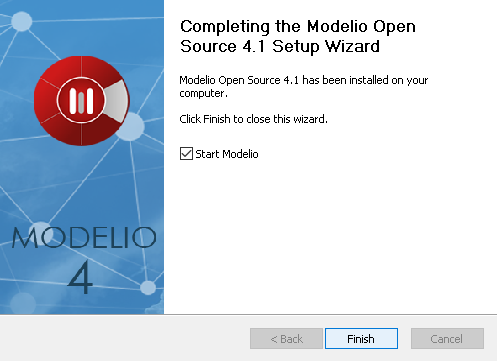 Completing the Modelio Open
Source 4.1 Setup Wizard
Modelio Open Source 4.1 has been installed on your
computer.
Click Finish to close this wizard.
Start Modelio
MODELIO
4
< Back
Finish
Cancel